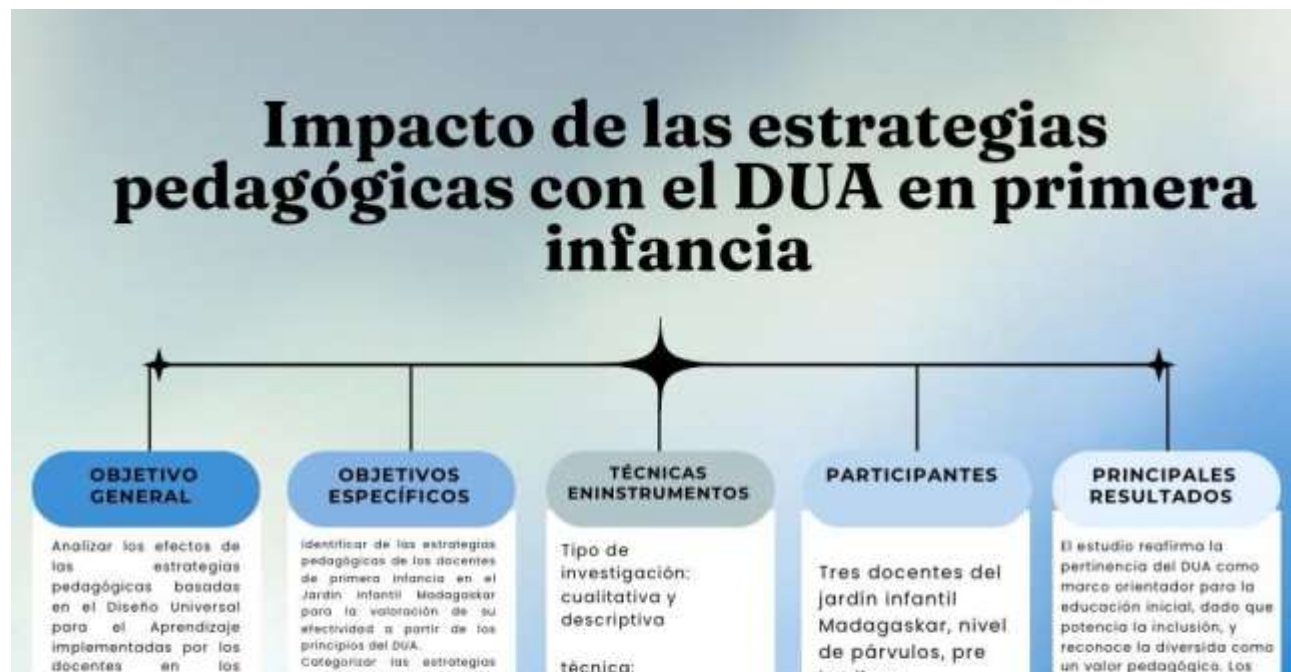 Impacto de las estrategias
pedagógicas con el DUA en primera
infancia
OBJETIVO
GENERAL
Analizar los efectos de
las estrategias
pedagógicas basadas
en el Diseño Universal
para el Aprendizaje
implementadas por los
docentes en los
OBJETIVOS
ESPECÍFICOS
Identificar de las estrategias
pedagógicas de los docentes
de primera infancia en el
Jardín Infantil Madagaskar
para la valoración de su
efectividad a partir de los
principios del DUA.
Categorizar las estrategias
TÉCNICAS
ENINSTRUMENTOS
Tipo de
investigación:
cualitativa y
descriptiva
técnica:
PARTICIPANTES
Tres docentes del
jardín infantil
Madagaskar, nivel
de párvulos, pre
PRINCIPALES
RESULTADOS
El estudio reafirma la
pertinencia del DUA como
marco orientador para la
educación inicial, dado que
potencia la inclusión, y
reconoce la diversida como
un valor pedagógico. Los